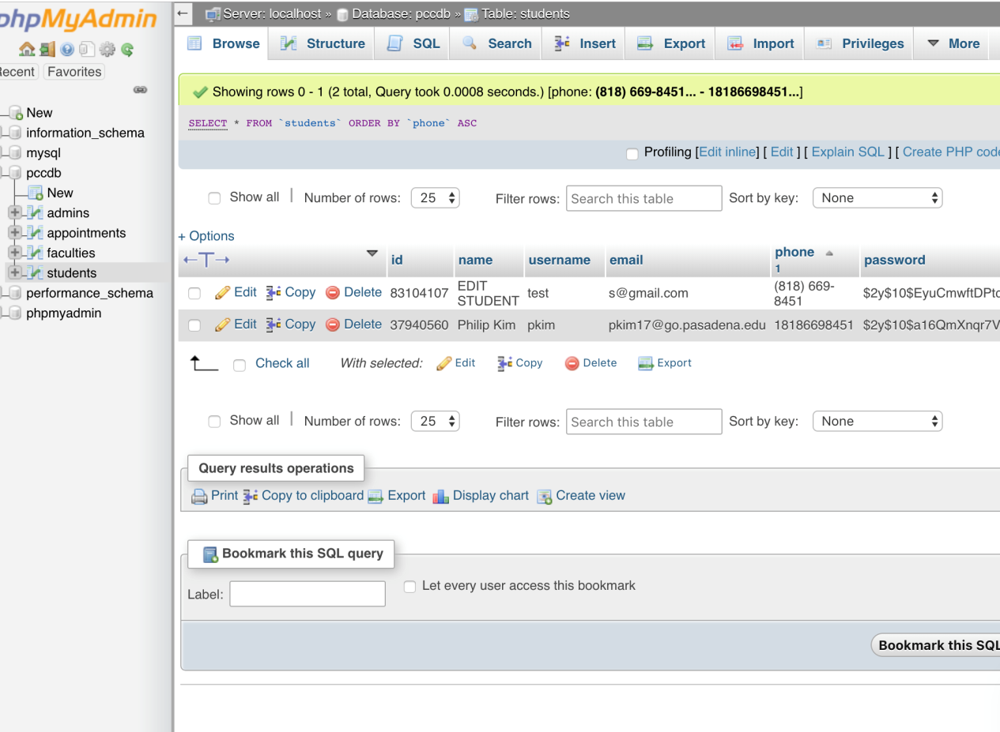 phpMyAdmin
Recent Favorites
New
information_schema
mysql
pccdb
New
admins
appointments
faculties
students
performance_schema
phpmyadmin
Server: localhost » Database: pccdb » Table: students
Browse Structure SQL Search Insert Export Import Privileges More
Showing rows 0 - 1 (2 total, Query took 0.0008 seconds.) [phone: (818) 669-8451... - 18186698451...]
SELECT * FROM `students` ORDER BY `phone` ASC
Profiling [Edit inline] [ Edit ] [ Explain SQL ] [ Create PHP code
Show all | Number of rows: 25 Filter rows: Search this table Sort by key: None
+ Options
←T→ id name username email phone 1 password
Edit Copy Delete 83104107 EDIT STUDENT test s@gmail.com (818) 669-8451 $2y$10$EyuCmwftDPto
Edit Copy Delete 37940560 Philip Kim pkim pkim17@go.pasadena.edu 18186698451 $2y$10$a16QmXnqr7V
Check all With selected: Edit Copy Delete Export
Show all | Number of rows: 25 Filter rows: Search this table Sort by key: None
Query results operations
Print Copy to clipboard Export Display chart Create view
Bookmark this SQL query
Label: Let every user access this bookmark
Bookmark this SQL